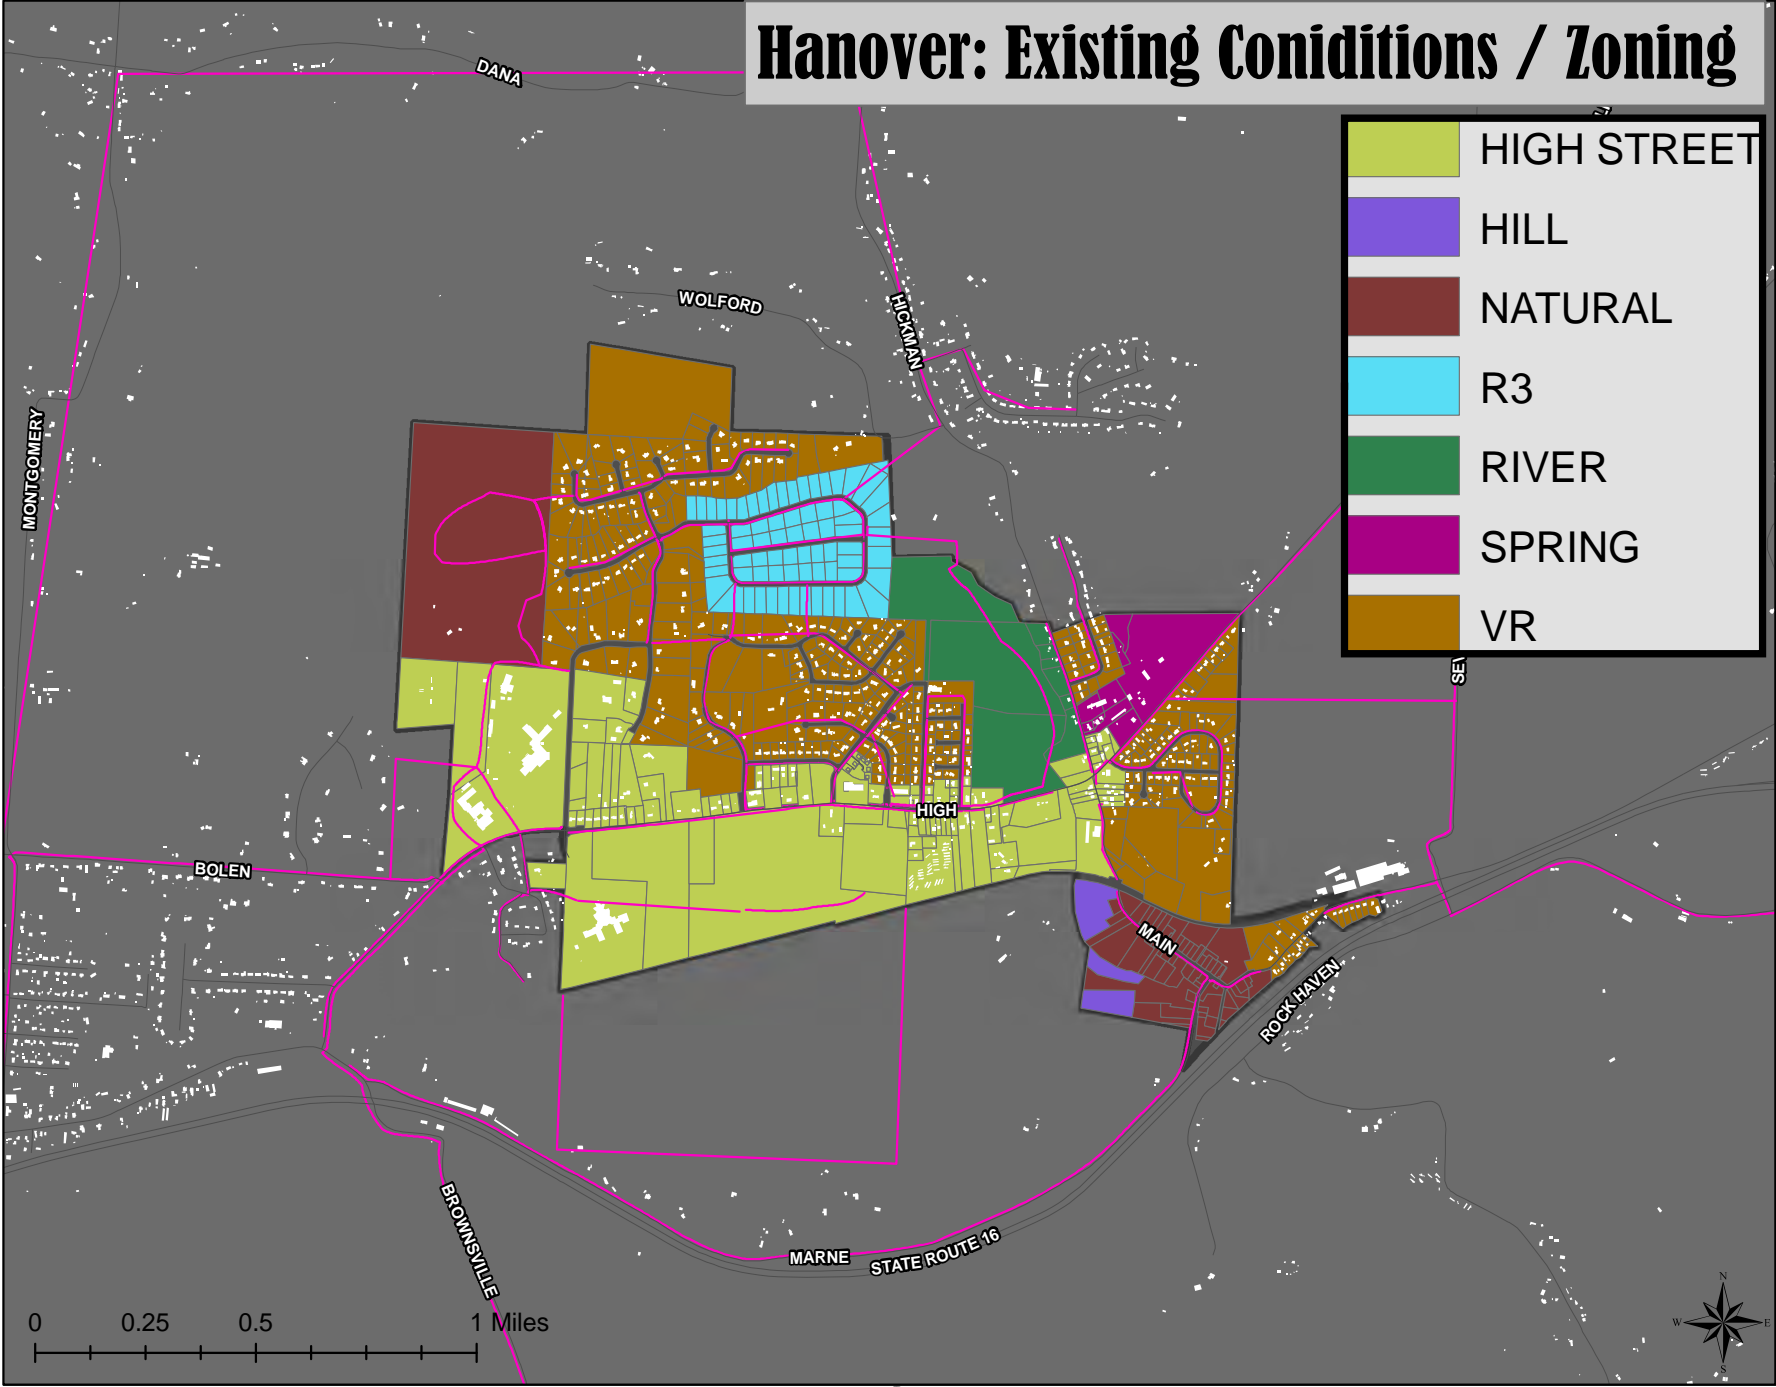 Hanover: Existing Coniditions / Zoning
DANA
HIGH STREET
HILL
NATURAL
R3
RIVER
SPRING
VR
WOLFORD
HICKMAN
MONTGOMERY
HIGH
BOLEN
MAIN
ROCK HAVEN
BROWNSVILLE
MARNE
STATE ROUTE 16
0 0.25 0.5 1 Miles
N
W E
S